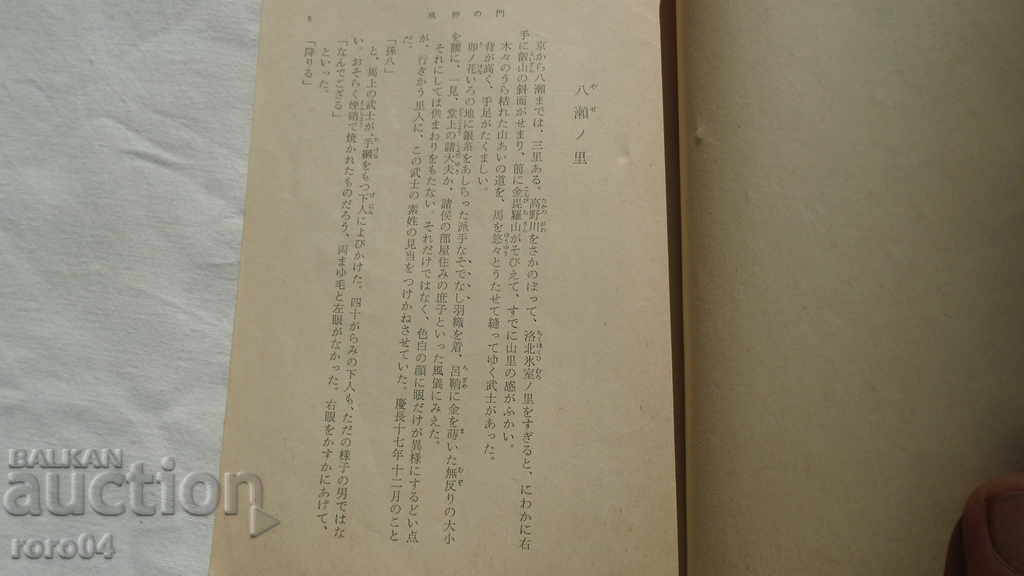 風神の門
八瀬ノ里
京から八瀬までは、三里ある。高野川をさかのぼって、洛北氷室ノ里をすぎると、にわかに右
手に叡山の斜面がせまり、前に金毘羅山がそびえて、すでに山里の感がふかい。
木々のうら枯れた山あいの道を、馬を悠々とうたせて縫ってゆく武士があった。
背が高く、手足がたくましい。
卯ノ花いろの地に銀糸をあしらった派手なそでなし羽織を着、呂鞘に金を蒔いた無反りの大小
を腰に、一見、堂上の諸大夫か、諸侯の部屋住みの庶子といった風儀にみえた。
それにしては供まわりをもたない。それだけではなく、色白の顔に眼だけが異様にするどい点
が、行きかう里人に、この武士の素姓の見当をつけかねさせていた。慶長十七年十二月のこと
だ。
「孫八」
と、馬上の武士が、手綱をもつ下人によびかけた。四十がらみの下人も、ただの様子の男ではな
い。おそらく煙硝で焼かれたものだろう、両まゆ毛と左眼がなかった。右眼をかすかにあげて、
「なんでござる」
といった。
「降りる」
BALKAN
auction
roro04